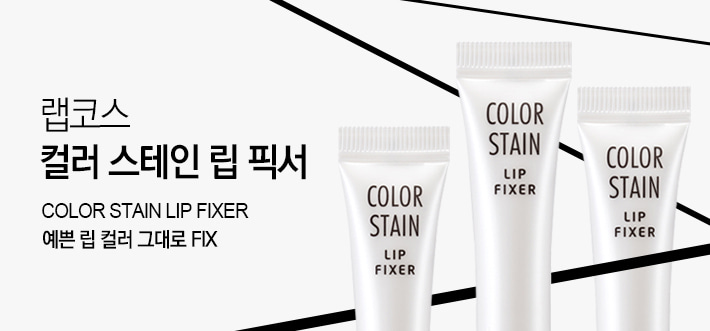 랩코스
컬러 스테인 립 픽서
COLOR STAIN LIP FIXER
예쁜 립 컬러 그대로 FIX
COLOR
STAIN
LIP
FIXER
COLOR
STAIN
LIP
FIXER
COLOR
STAIN
LIP
FIXER